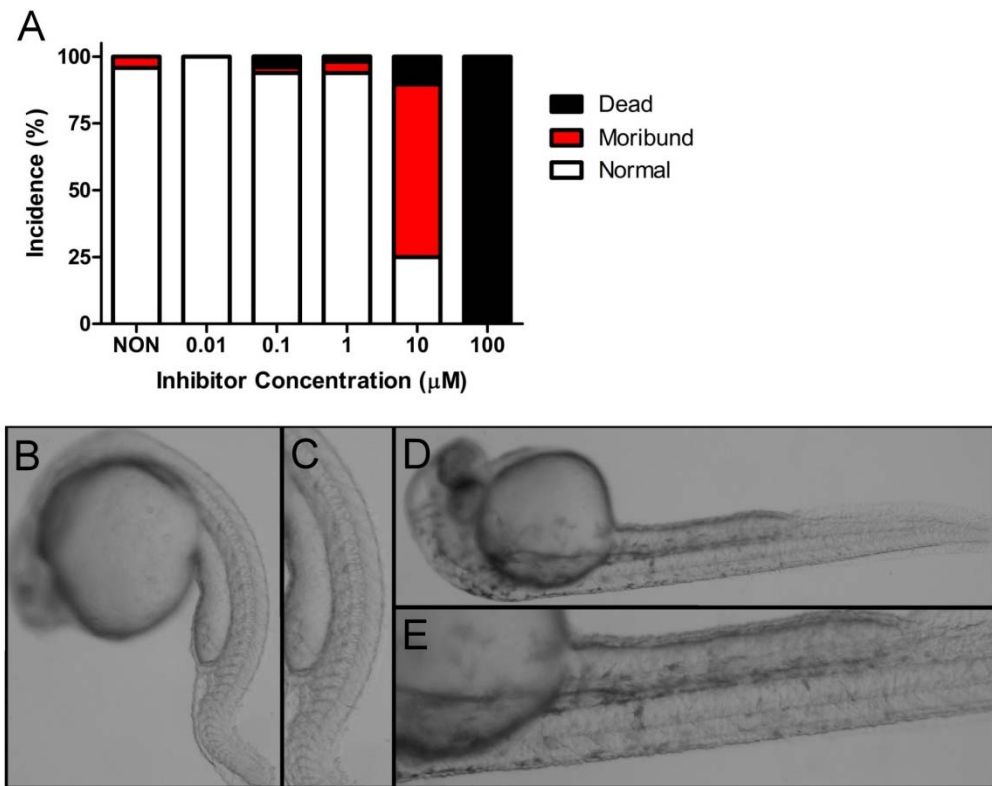 A
100
75
50
25
0
Incidence (%)
NON 0.01 0.1 1 10 100
Inhibitor Concentration (μM)
Dead
Moribund
Normal
B
C
D
E